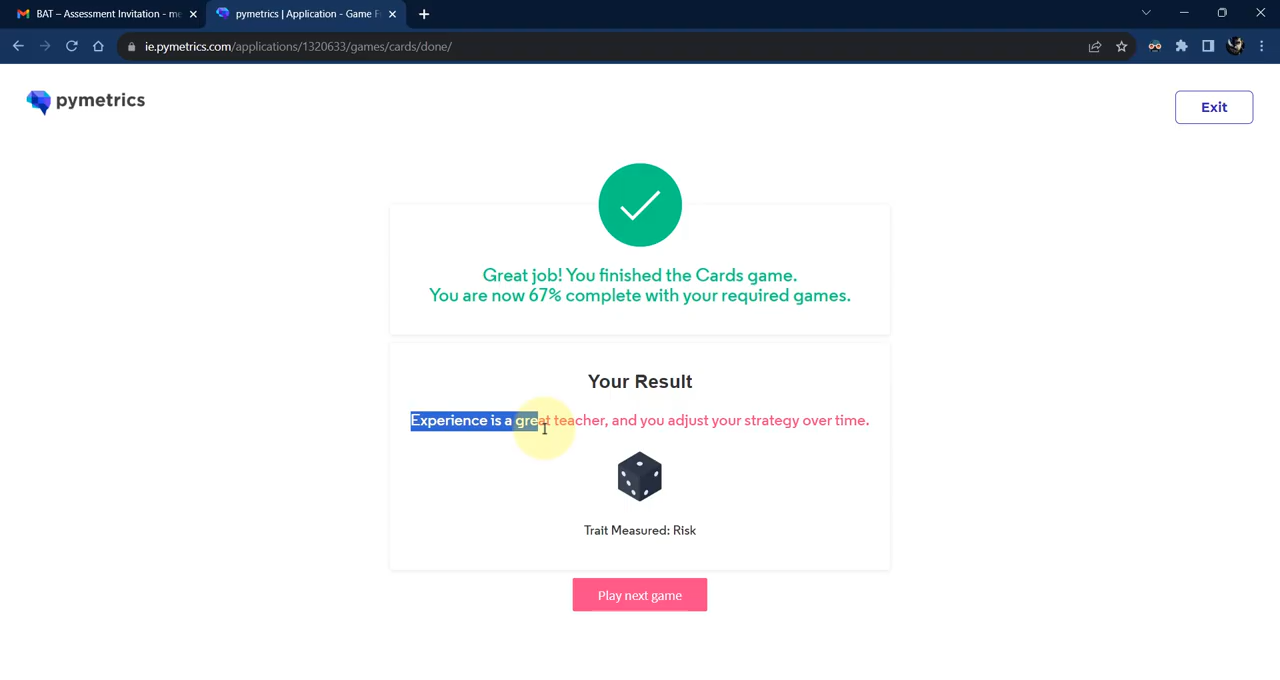 BAT – Assessment Invitation - me
pymetrics | Application - Game F
ie.pymetrics.com/applications/1320633/games/cards/done/
pymetrics
Exit
Great job! You finished the Cards game.
You are now 67% complete with your required games.
Your Result
Experience is a great teacher, and you adjust your strategy over time.
Trait Measured: Risk
Play next game